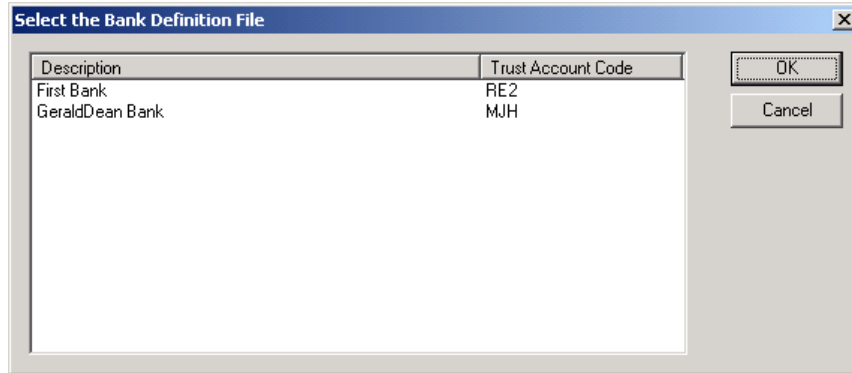 Select the Bank Definition File
Description Trust Account Code
OK
First Bank RE2
GeraldDean Bank MJH
Cancel